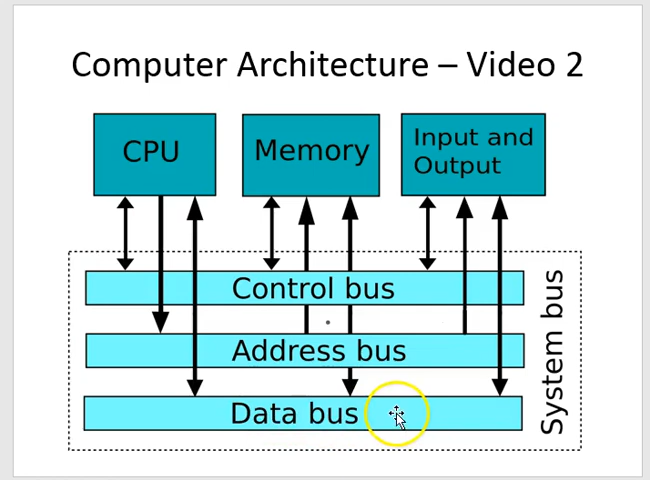 Computer Architecture – Video 2
CPU
Memory
Input and
Output
Control bus
Address bus
Data bus
System bus